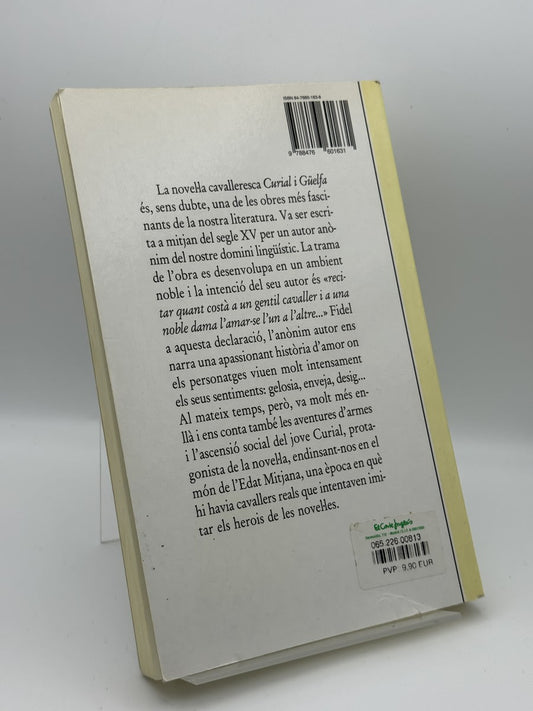 ISBN 84-7660-163-6
9 788476 601631
La novel·la cavalleresca Curial i Güelfa
és, sens dubte, una de les obres més fasci-
nants de la nostra literatura. Va ser escri-
ta a mitjan del segle XV per un autor anò-
nim del nostre domini lingüístic. La trama
de l'obra es desenvolupa en un ambient
noble i la intenció del seu autor és «reci-
tar quant costà a un gentil cavaller i a una
noble dama l'amar-se l'un a l'altre...» Fidel
a aquesta declaració, l'anònim autor ens
narra una apassionant història d'amor on
els personatges viuen molt intensament
els seus sentiments: gelosia, enveja, desig...
Al mateix temps, però, va molt més en-
llà i ens conta també les aventures d'armes
i l'ascensió social del jove Curial, prota-
gonista de la novel·la, endinsant-nos en el
món de l'Edat Mitjana, una època en què
hi havia cavallers reals que intentaven imi-
tar els herois de les novel·les.
El Corte Inglés
065.226.00813
PVP 9,90 EUR